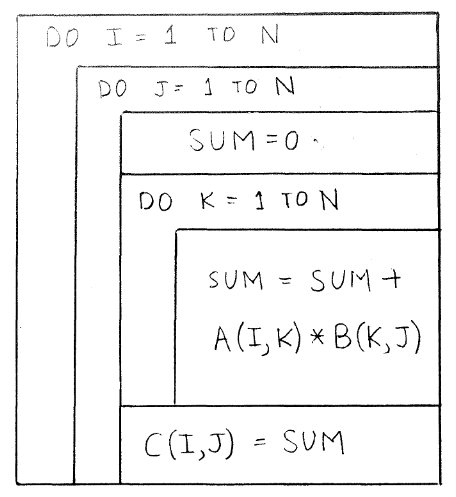 DO I = 1 TO N
DO J = 1 TO N
SUM = 0
DO K = 1 TO N
SUM = SUM +
A(I,K) * B(K,J)
C(I,J) = SUM